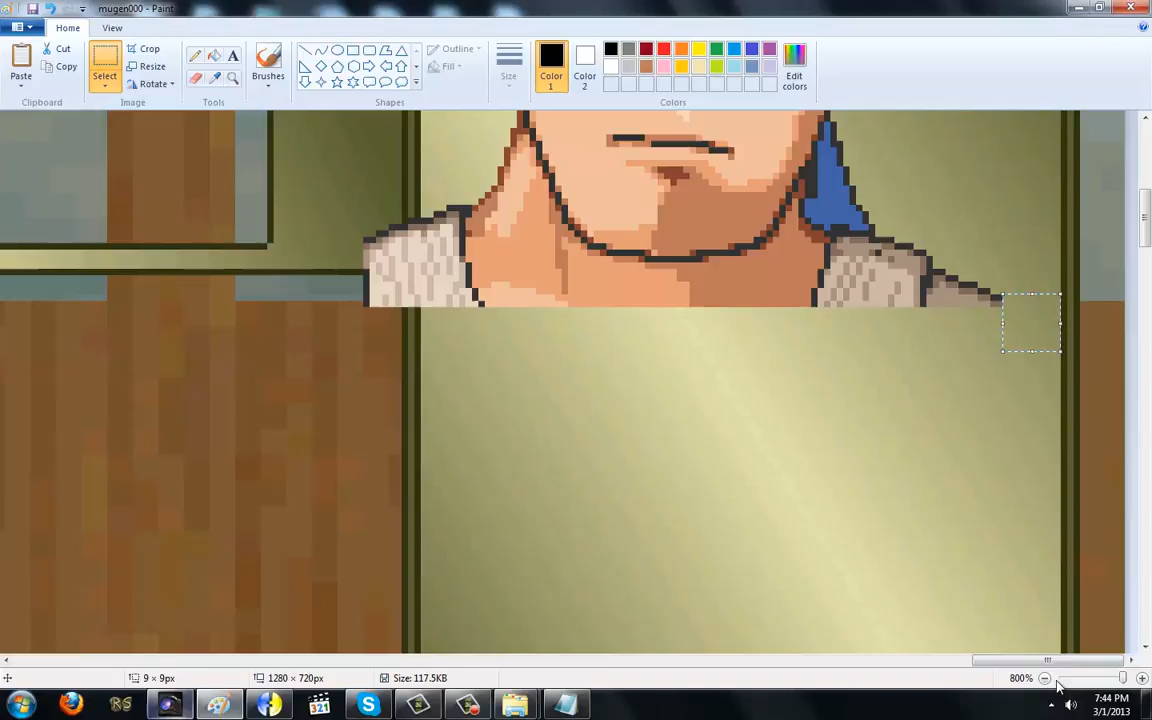 mugen000 - Paint
Home
View
Paste
Cut
Copy
Clipboard
Select
Crop
Resize
Rotate
Image
A
Tools
Brushes
Outline
Fill
Shapes
Size
Color 1
Color 2
Edit colors
Colors
9 × 9px
1280 × 720px
Size: 117.5KB
800%
RS
321
7:44 PM
3/1/2013